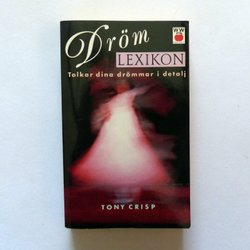 Dröm
LEXIKON
Tolkar dina drömmar i detalj
TONY CRISP